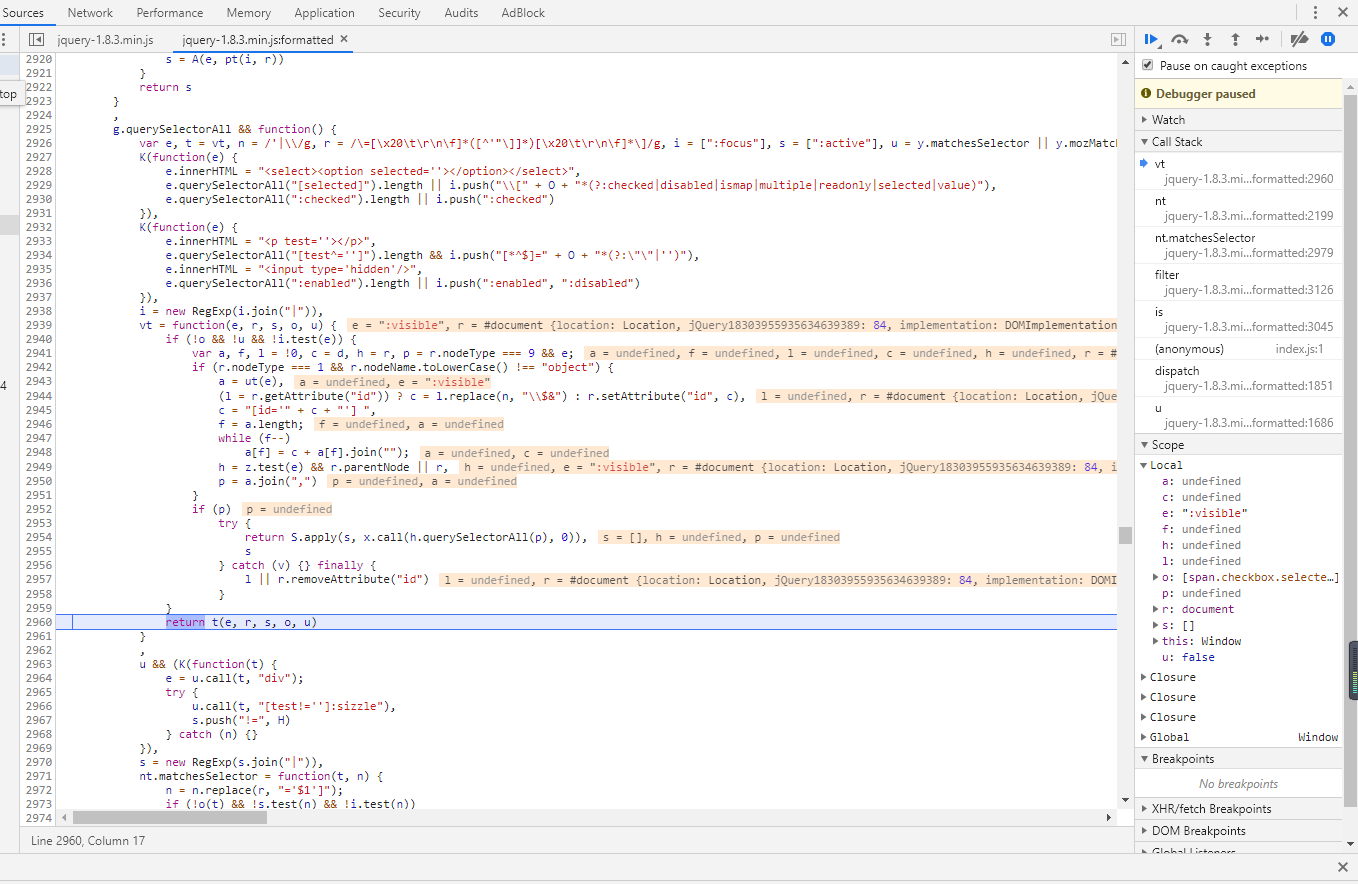 Sources Network Performance Memory Application Security Audits AdBlock
jquery-1.8.3.min.js jquery-1.8.3.min.js:formatted ×
top
4
2920 s = A(e, pt(i, r))
2921 }
2922 return s
2923 }
2924 ,
2925 g.querySelectorAll && function() {
2926 var e, t = vt, n = /'|\\/g, r = /\=[\x20\t\r\n\f]*([^'"\]]*)[\x20\t\r\n\f]*\]/g, i = [":focus"], s = [":active"], u = y.matchesSelector || y.mozMatc
2927 K(function(e) {
2928 e.innerHTML = "<select><option selected=''></option></select>",
2929 e.querySelectorAll("[selected]").length || i.push("\\[" + O + "*(?:checked|disabled|ismap|multiple|readonly|selected|value)"),
2930 e.querySelectorAll(":checked").length || i.push(":checked")
2931 }),
2932 K(function(e) {
2933 e.innerHTML = "<p test=''></p>",
2934 e.querySelectorAll("[test^='']").length && i.push("[*^$]=" + O + "*(?:\"\"|'')"),
2935 e.innerHTML = "<input type='hidden'/>",
2936 e.querySelectorAll(":enabled").length || i.push(":enabled", ":disabled")
2937 }),
2938 i = new RegExp(i.join("|")),
2939 vt = function(e, r, s, o, u) { e = ":visible", r = #document {location: Location, jQuery18303955935634639389: 84, implementation: DOMImplementation
2940 if (!o && !u && !i.test(e)) {
2941 var a, f, l = !0, c = d, h = r, p = r.nodeType === 9 && e; a = undefined, f = undefined, l = undefined, c = undefined, h = undefined, r = #
2942 if (r.nodeType === 1 && r.nodeName.toLowerCase() !== "object") {
2943 a = ut(e), a = undefined, e = ":visible"
2944 (l = r.getAttribute("id")) ? c = l.replace(n, "\\$&") : r.setAttribute("id", c), l = undefined, r = #document {location: Location, jQue
2945 c = "[id='" + c + "'] ",
2946 f = a.length; f = undefined, a = undefined
2947 while (f--)
2948 a[f] = c + a[f].join(""); a = undefined, c = undefined
2949 h = z.test(e) && r.parentNode || r, h = undefined, e = ":visible", r = #document {location: Location, jQuery18303955935634639389: 84, i
2950 p = a.join(",") p = undefined, a = undefined
2951 }
2952 if (p) p = undefined
2953 try {
2954 return S.apply(s, x.call(h.querySelectorAll(p), 0)), s = [], h = undefined, p = undefined
2955 s
2956 } catch (v) {} finally {
2957 l || r.removeAttribute("id") l = undefined, r = #document {location: Location, jQuery18303955935634639389: 84, implementation: DOMI
2958 }
2959 }
2960 return t(e, r, s, o, u)
2961 }
2962 ,
2963 u && (K(function(t) {
2964 e = u.call(t, "div");
2965 try {
2966 u.call(t, "[test!='']:sizzle"),
2967 s.push("!=", H)
2968 } catch (n) {}
2969 }),
2970 s = new RegExp(s.join("|")),
2971 nt.matchesSelector = function(t, n) {
2972 n = n.replace(r, "='$1']");
2973 if (!o(t) && !s.test(n) && !i.test(n))
2974
Line 2960, Column 17
Pause on caught exceptions
Debugger paused
Watch
Call Stack
vt
jquery-1.8.3.mi…formatted:2960
nt
jquery-1.8.3.mi…formatted:2199
nt.matchesSelector
jquery-1.8.3.mi…formatted:2979
filter
jquery-1.8.3.mi…formatted:3126
is
jquery-1.8.3.mi…formatted:3045
(anonymous) index.js:1
dispatch
jquery-1.8.3.mi…formatted:1851
u
jquery-1.8.3.mi…formatted:1686
Scope
Local
a: undefined
c: undefined
e: ":visible"
f: undefined
h: undefined
l: undefined
o: [span.checkbox.selecte…]
p: undefined
r: document
s: []
this: Window
u: false
Closure
Closure
Closure
Global Window
Breakpoints
No breakpoints
XHR/fetch Breakpoints
DOM Breakpoints
Global Listeners